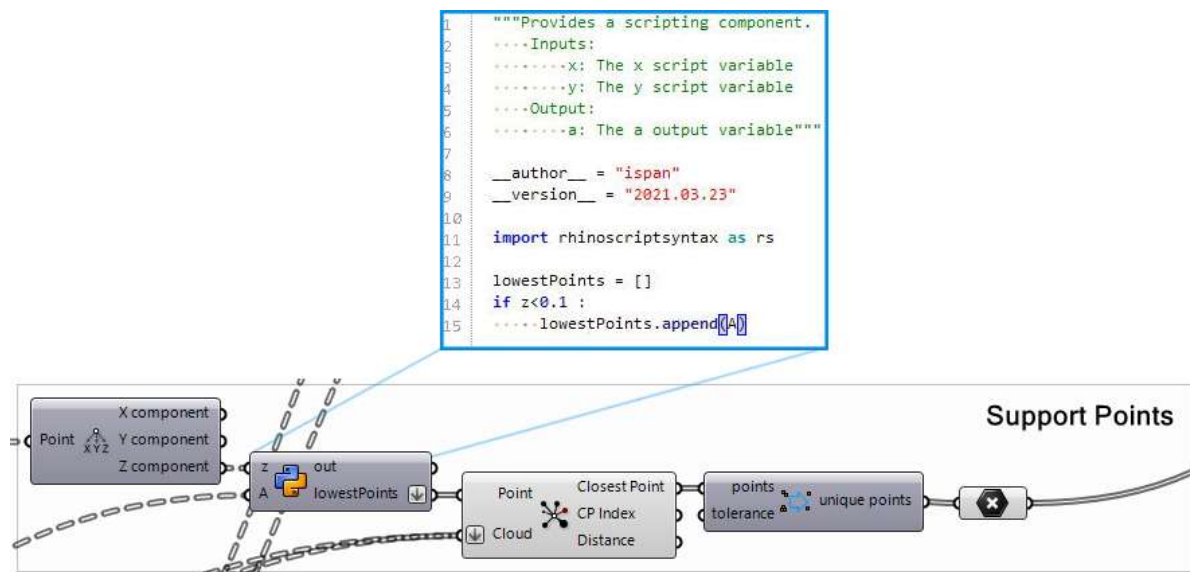 1 """Provides a scripting component.
2 ····Inputs:
3 ········x: The x script variable
4 ········y: The y script variable
5 ····Output:
6 ········a: The a output variable"""
7
8 __author__ = "ispan"
9 __version__ = "2021.03.23"
10
11 import rhinoscriptsyntax as rs
12
13 lowestPoints = []
14 if z<0.1 :
15 ····lowestPoints.append(A)
Support Points
Point
XYZ
X component
Y component
Z component
z
A
out
lowestPoints
Point
Cloud
Closest Point
CP Index
Distance
points
tolerance
unique points